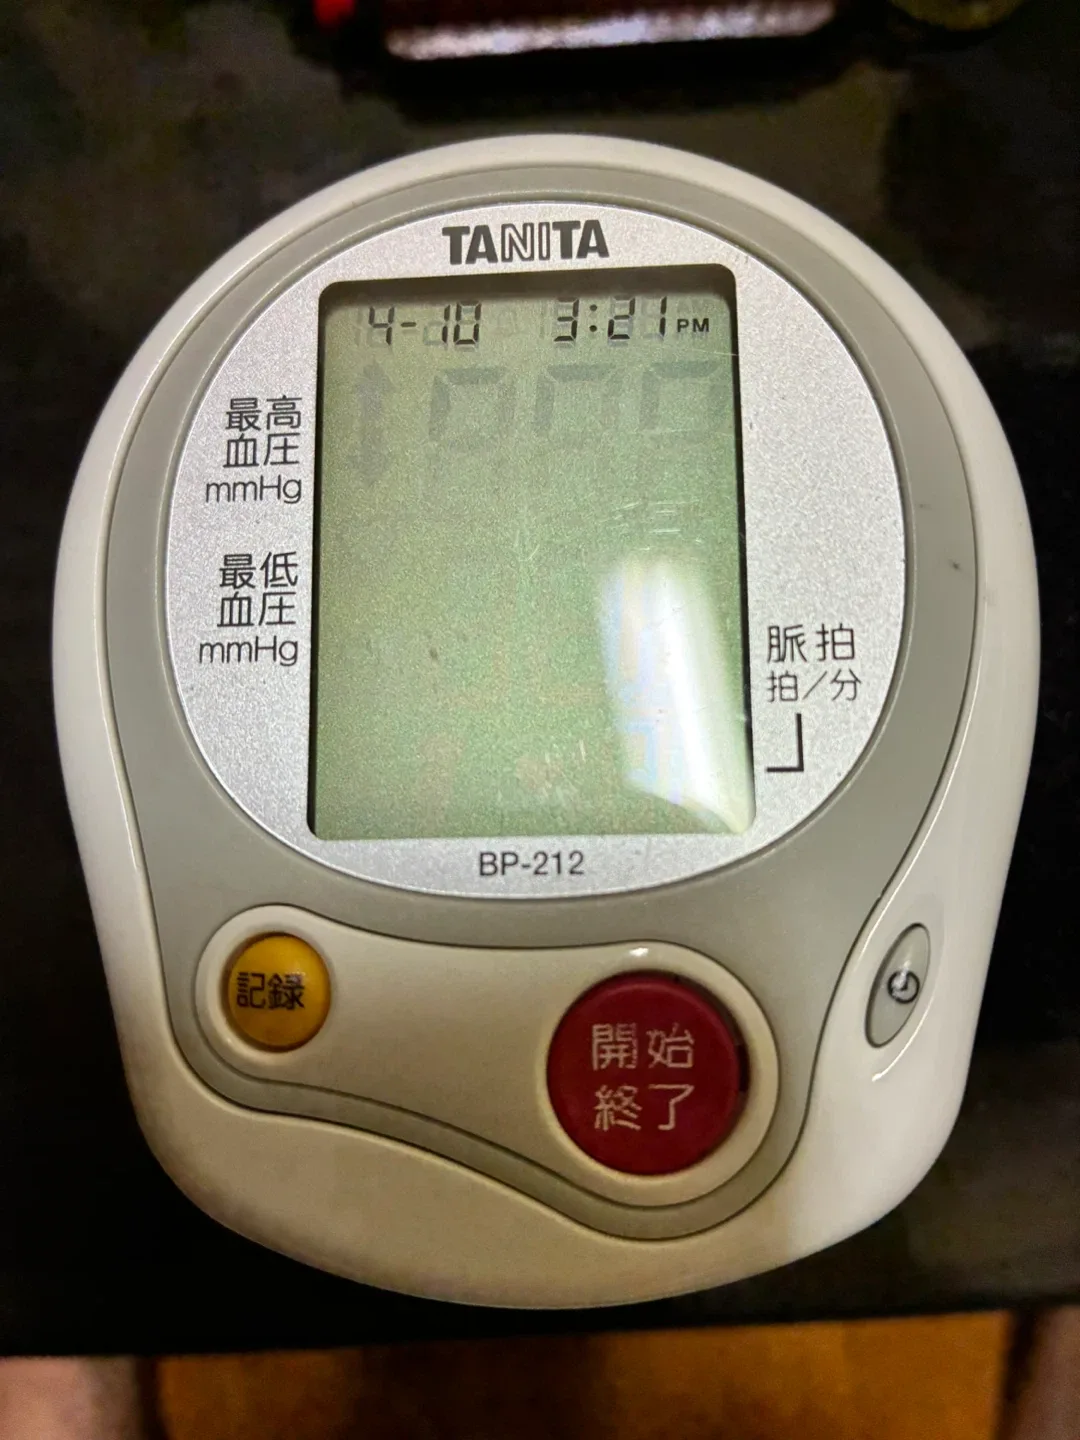 TANITA
4-10 3:21 PM
最高
血圧
mmHg
最低
血圧
mmHg
脈拍
拍/分
BP-212
記録
開始
終了